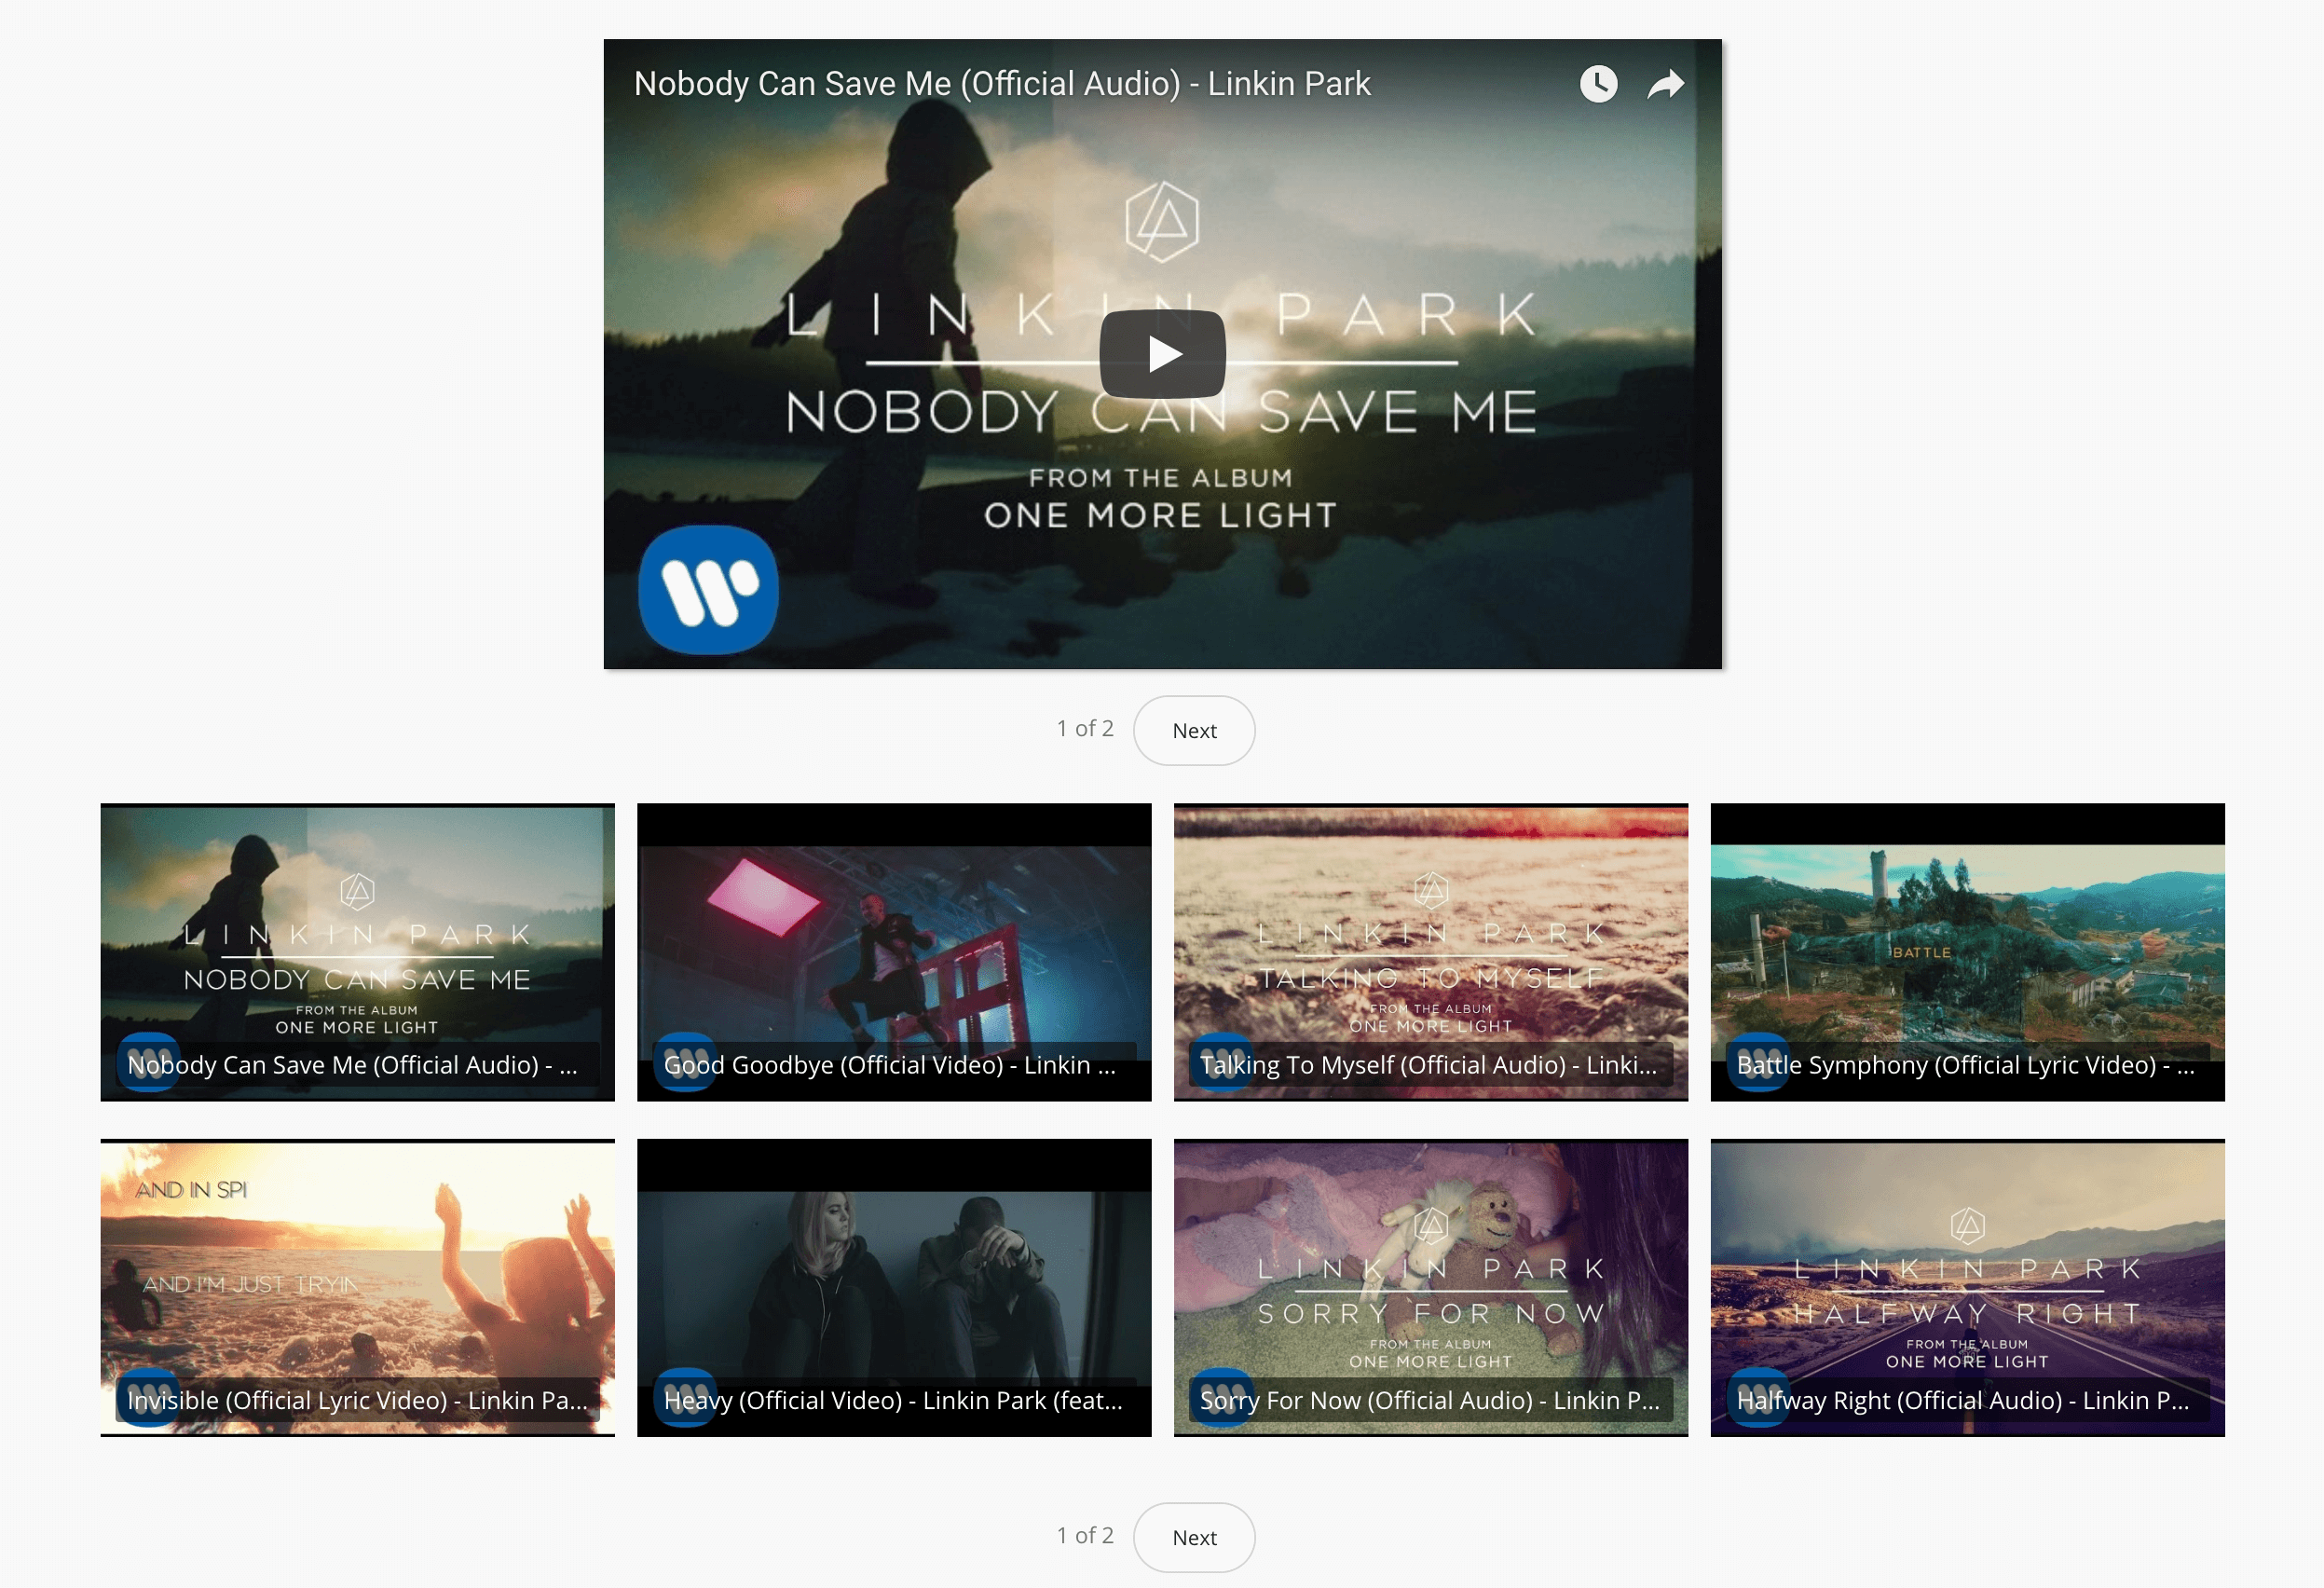 Nobody Can Save Me (Official Audio) - Linkin Park
LINKIN PARK
NOBODY CAN SAVE ME
FROM THE ALBUM
ONE MORE LIGHT
1 of 2 Next
LINKIN PARK
NOBODY CAN SAVE ME
FROM THE ALBUM
ONE MORE LIGHT
Nobody Can Save Me (Official Audio) - ...
Good Goodbye (Official Video) - Linkin ...
LINKIN PARK
TALKING TO MYSELF
FROM THE ALBUM
ONE MORE LIGHT
Talking To Myself (Official Audio) - Linki...
BATTLE
Battle Symphony (Official Lyric Video) - ...
AND IN SPI
AND I'M JUST TRYIN
Invisible (Official Lyric Video) - Linkin Pa...
Heavy (Official Video) - Linkin Park (feat...
LINKIN PARK
SORRY FOR NOW
FROM THE ALBUM
ONE MORE LIGHT
Sorry For Now (Official Audio) - Linkin P...
LINKIN PARK
HALFWAY RIGHT
FROM THE ALBUM
ONE MORE LIGHT
Halfway Right (Official Audio) - Linkin P...
1 of 2 Next